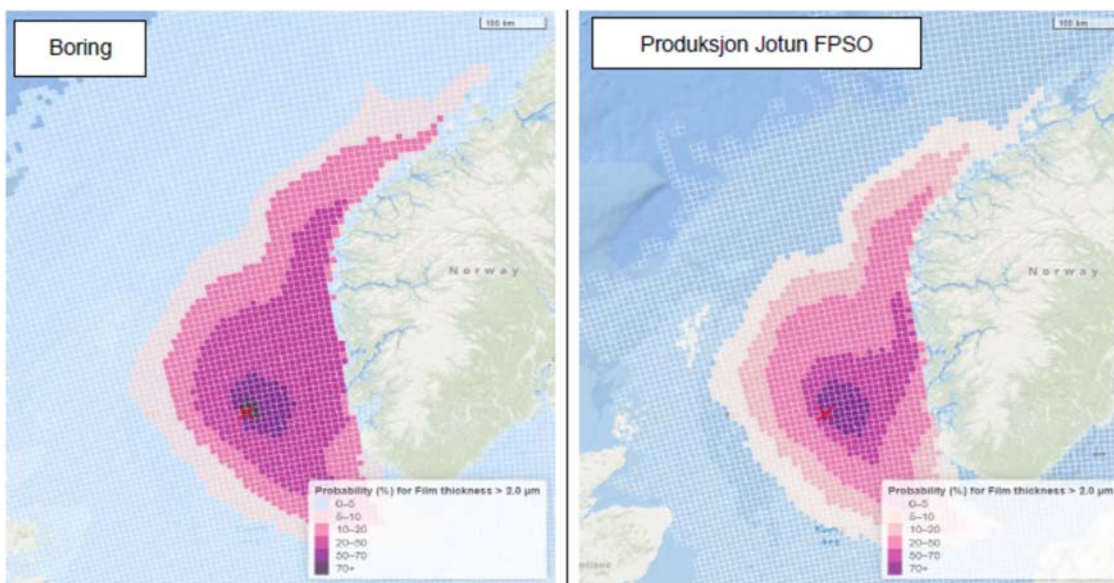 Boring
100 km
Norway
Probability (%) for Film thickness > 2.0 µm
0–5
5–10
10–20
20–50
50–70
70+
Produksjon Jotun FPSO
100 km
Norway
Probability (%) for Film thickness > 2.0 µm
0–5
5–10
10–20
20–50
50–70
70+